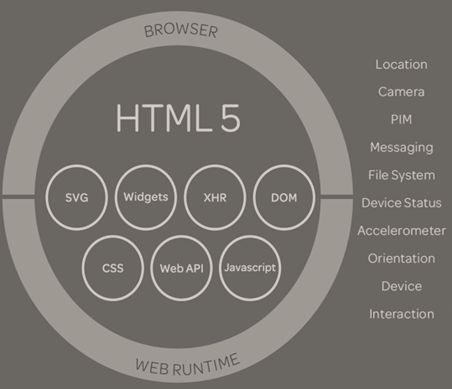 BROWSER
HTML 5
SVG
Widgets
XHR
DOM
CSS
Web API
Javascript
WEB RUNTIME
Location
Camera
PIM
Messaging
File System
Device Status
Accelerometer
Orientation
Device
Interaction